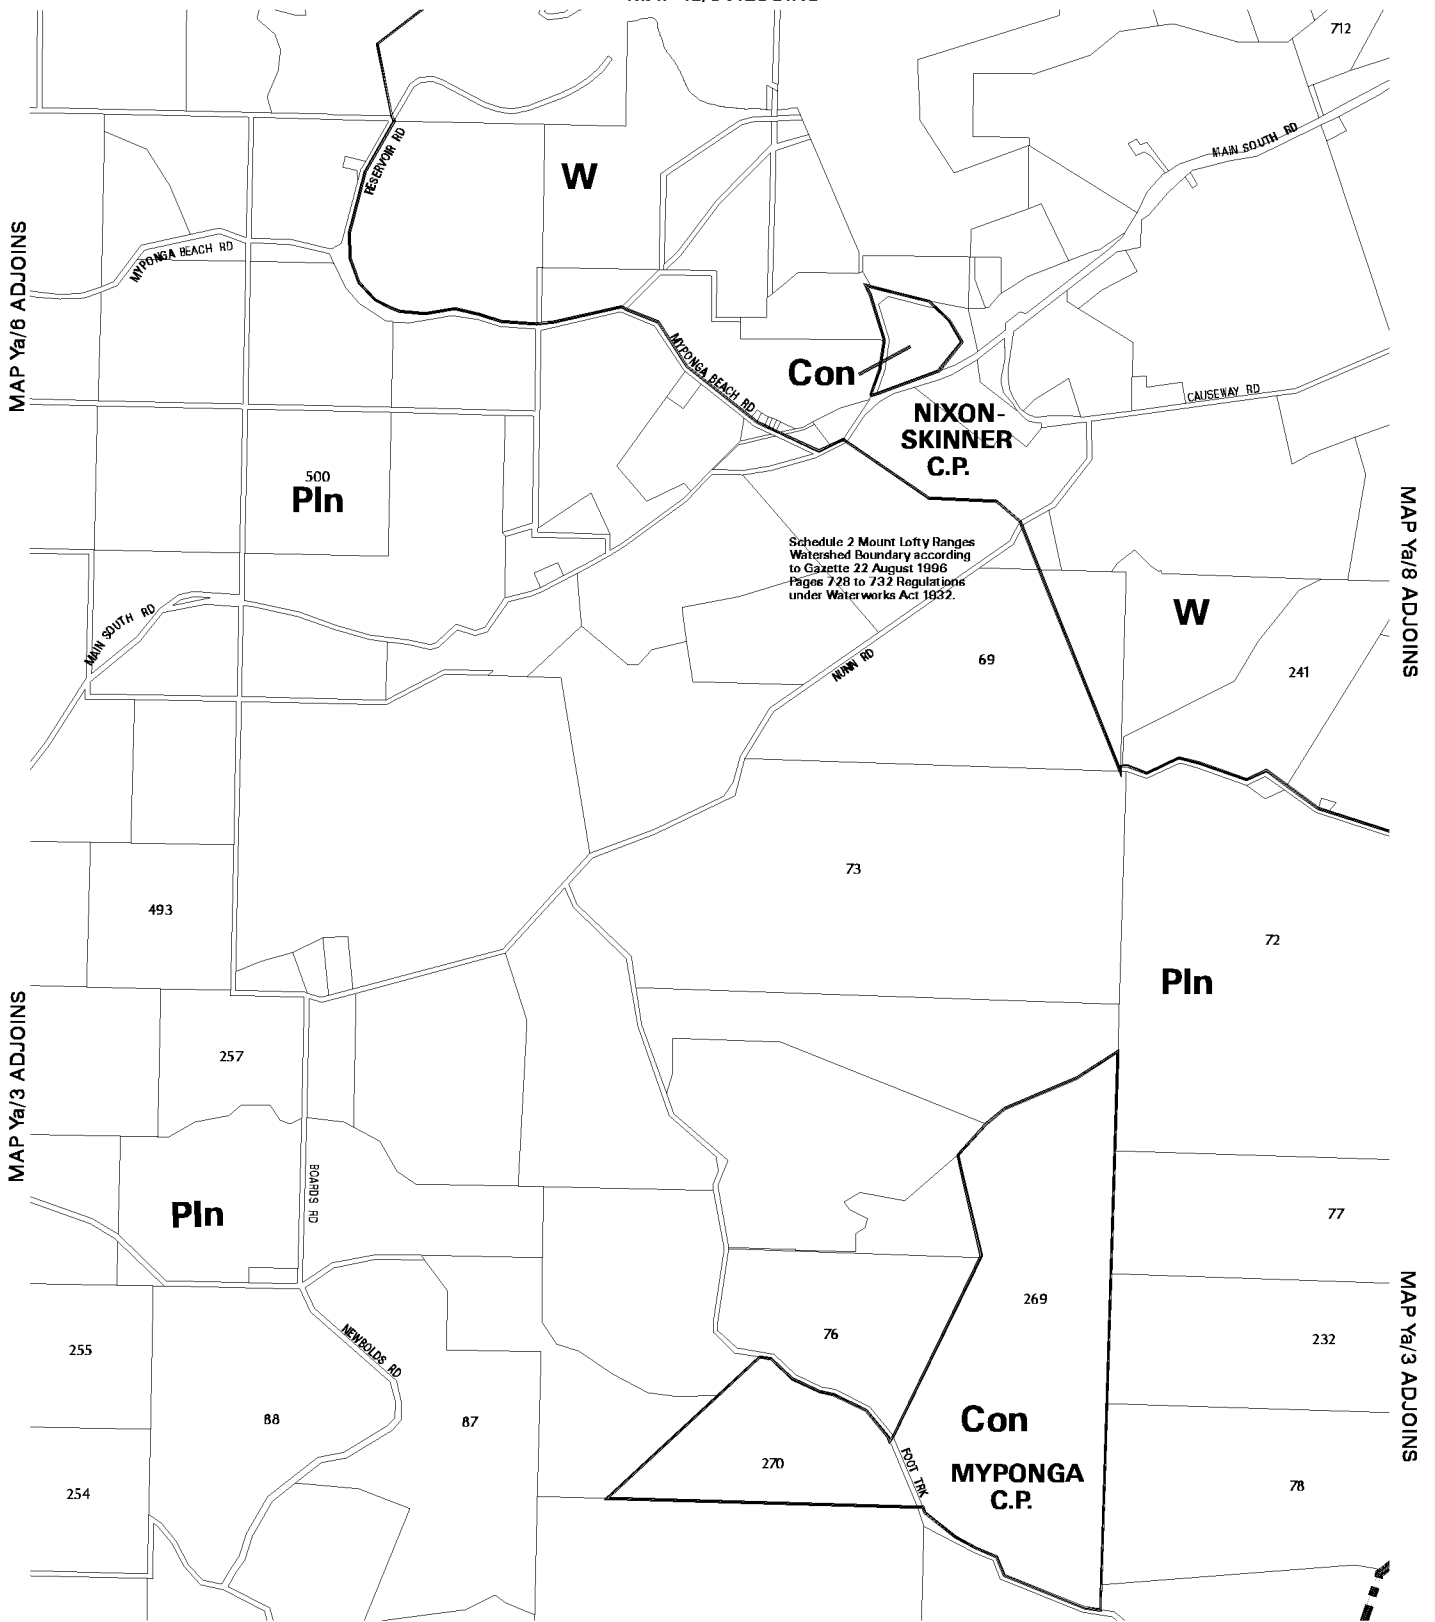 712
MAIN SOUTH RD
RESERVOIR RD
W
MYPONGA BEACH RD
MAP Ya/6 ADJOINS
MYPONGA BEACH RD
Con
CAUSEWAY RD
NIXON-
SKINNER
C.P.
500
Pln
Schedule 2 Mount Lofty Ranges
Watershed Boundary according
to Gazette 22 August 1996
Pages 728 to 732 Regulations
under Waterworks Act 1932.
MAP Ya/8 ADJOINS
W
MAIN SOUTH RD
NUNN RD
69
241
73
493
72
Pln
MAP Ya/3 ADJOINS
257
BOARDS RD
Pln
77
269
MAP Ya/3 ADJOINS
76
232
255
NEWBOLDS RD
88
87
Con
270
FOOT TRK
MYPONGA
C.P.
254
78